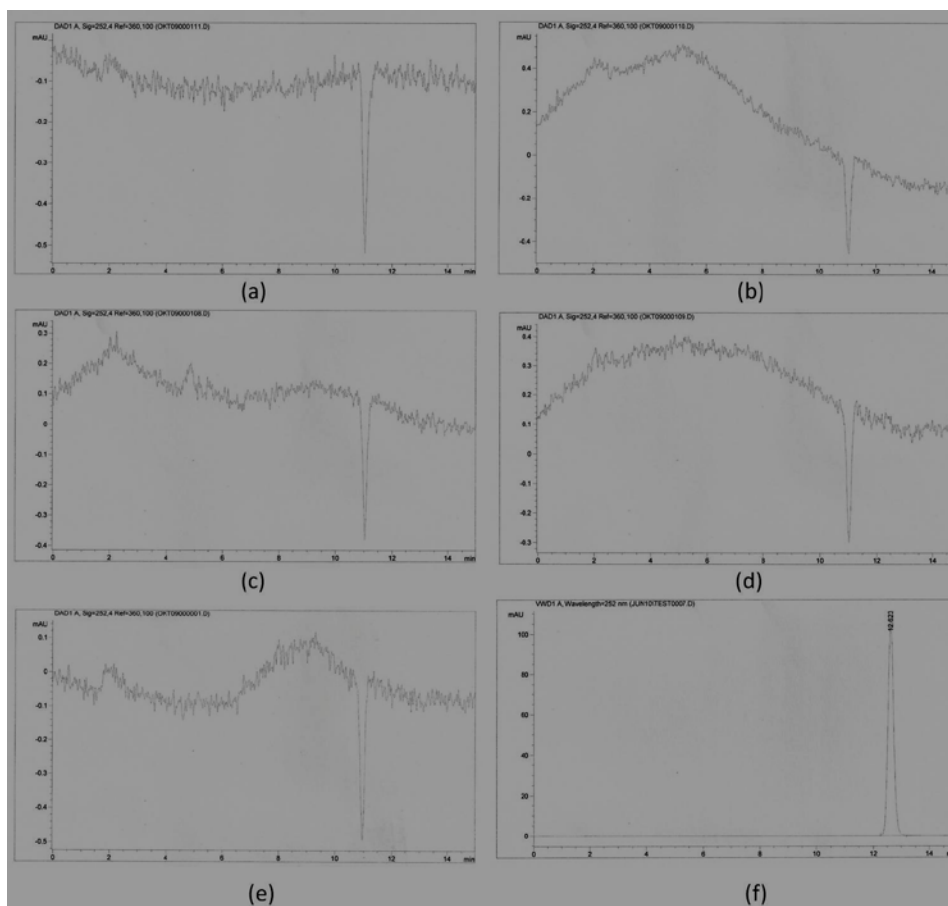 DAD1 A, Sig=252,4 Ref=360,100 (OKT09000111.D)
mAU
-0.1
-0.2
-0.3
-0.4
-0.5
0 2 4 6 8 10 12 14 min
(a)
DAD1 A, Sig=252,4 Ref=360,100 (OKT09000110.D)
mAU
0.4
0.2
0
-0.2
-0.4
0 2 4 6 8 10 12 14
(b)
DAD1 A, Sig=252,4 Ref=360,100 (OKT09000108.D)
mAU
0.3
0.2
0.1
0
-0.1
-0.2
-0.3
-0.4
0 2 4 6 8 10 12 14 min
(c)
DAD1 A, Sig=252,4 Ref=360,100 (OKT09000109.D)
mAU
0.4
0.1
0
-0.1
-0.2
-0.3
0 2 4 6 8 10 12 14
(d)
DAD1 A, Sig=252,4 Ref=360,100 (OKT09000001.D)
mAU
0.1
0
-0.1
-0.2
-0.3
-0.4
-0.5
0 2 4 6 8 10 12 14 min
(e)
VWD1 A, Wavelength=252 nm (JUN10\TEST0007.D)
mAU
100
80
60
40
20
0
0 2 4 6 8 10 12 14
12.623
(f)